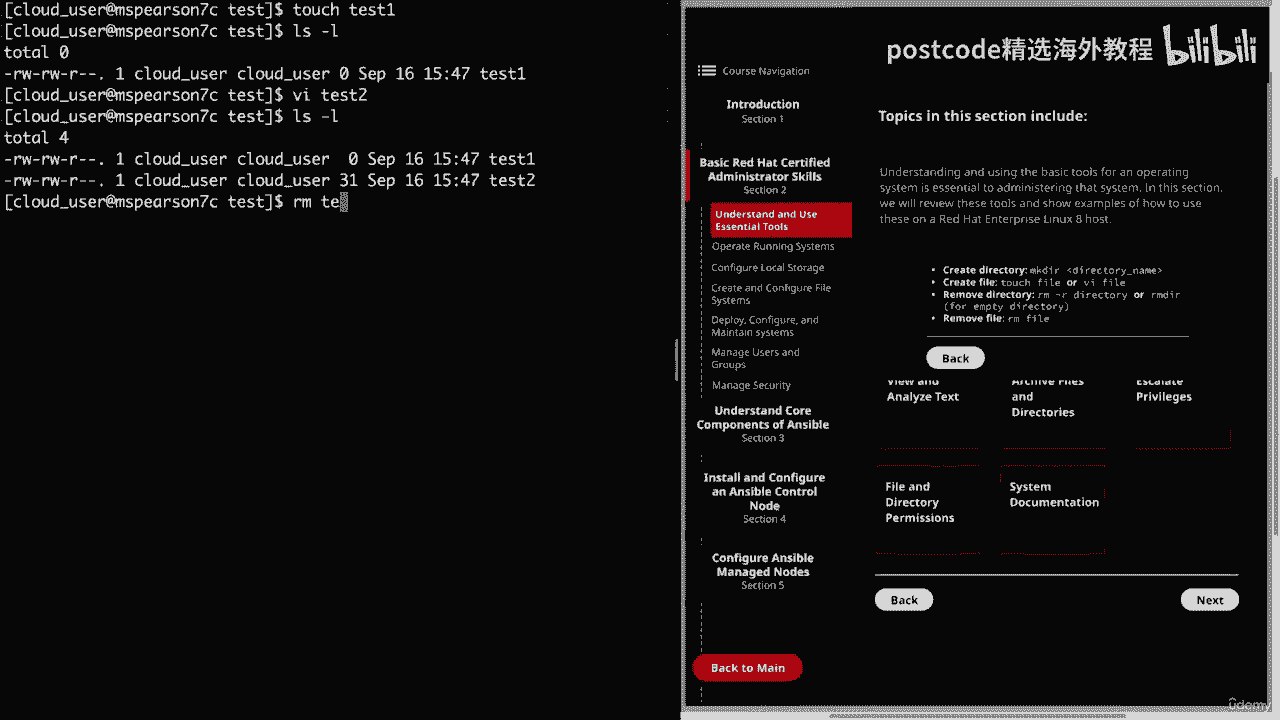 [cloud_user@mspearson7c test]$ touch test1
[cloud_user@mspearson7c test]$ ls -l
total 0
-rw-rw-r--. 1 cloud_user cloud_user 0 Sep 16 15:47 test1
[cloud_user@mspearson7c test]$ vi test2
[cloud_user@mspearson7c test]$ ls -l
total 4
-rw-rw-r--. 1 cloud_user cloud_user  0 Sep 16 15:47 test1
-rw-rw-r--. 1 cloud_user cloud_user 31 Sep 16 15:47 test2
[cloud_user@mspearson7c test]$ rm te
postcode精选海外教程 bilibili
Course Navigation
Introduction
Section 1
Basic Red Hat Certified
Administrator Skills
Section 2
Understand and Use
Essential Tools
Operate Running Systems
Configure Local Storage
Create and Configure File
Systems
Deploy, Configure, and
Maintain systems
Manage Users and
Groups
Manage Security
Understand Core
Components of Ansible
Section 3
Install and Configure
an Ansible Control
Node
Section 4
Configure Ansible
Managed Nodes
Section 5
Back to Main
Topics in this section include:
Understanding and using the basic tools for an operating
system is essential to administering that system. In this section,
we will review these tools and show examples of how to use
these on a Red Hat Enterprise Linux 8 host.
• Create directory: mkdir <directory_name>
• Create file: touch file or vi file
• Remove directory: rm -r directory or rmdir
(for empty directory)
• Remove file: rm file
Back
View and
Analyze Text
Archive Files
and
Directories
Escalate
Privileges
File and
Directory
Permissions
System
Documentation
Back
Next
udemy